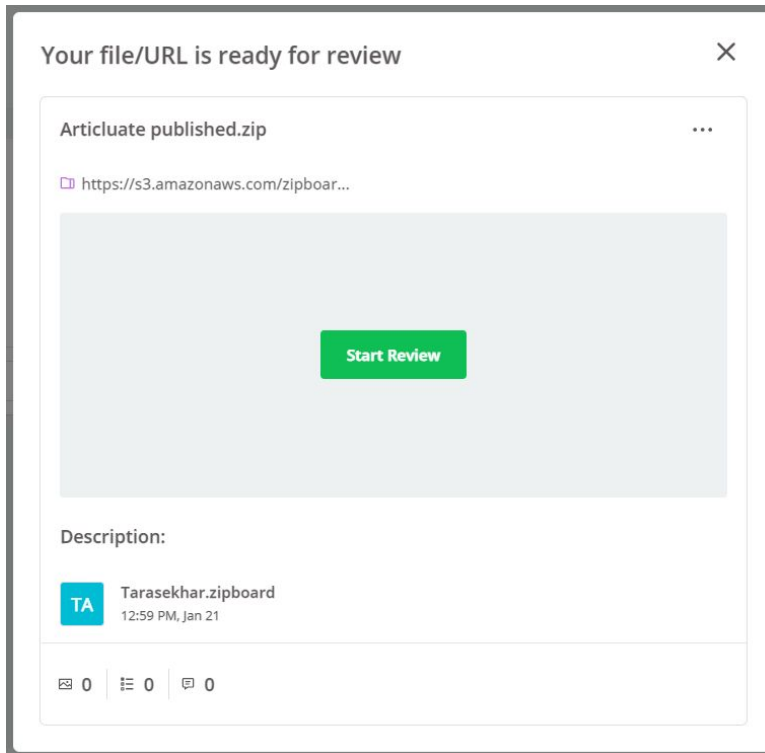 Your file/URL is ready for review
Articluate published.zip
https://s3.amazonaws.com/zipboar...
Start Review
Description:
TA
Tarasekhar.zipboard
12:59 PM, Jan 21
0 0 0